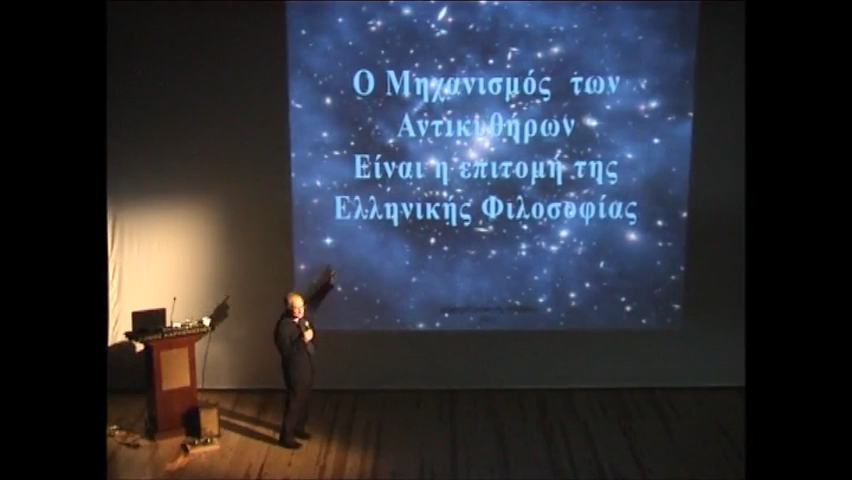 Ο Μηχανισμός των
Αντικυθήρων
Είναι η επιτομή της
Ελληνικής Φιλοσοφίας